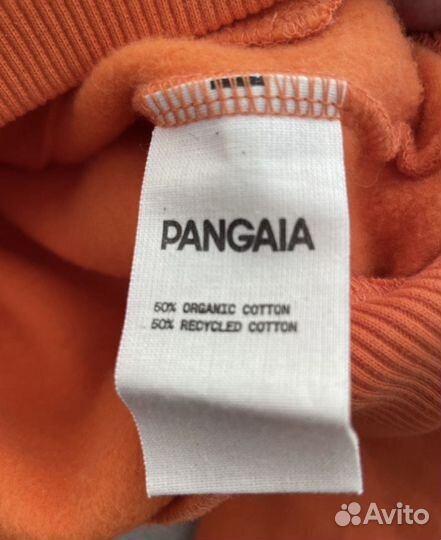 PANGAIA
50% ORGANIC COTTON
50% RECYCLED COTTON
Avito